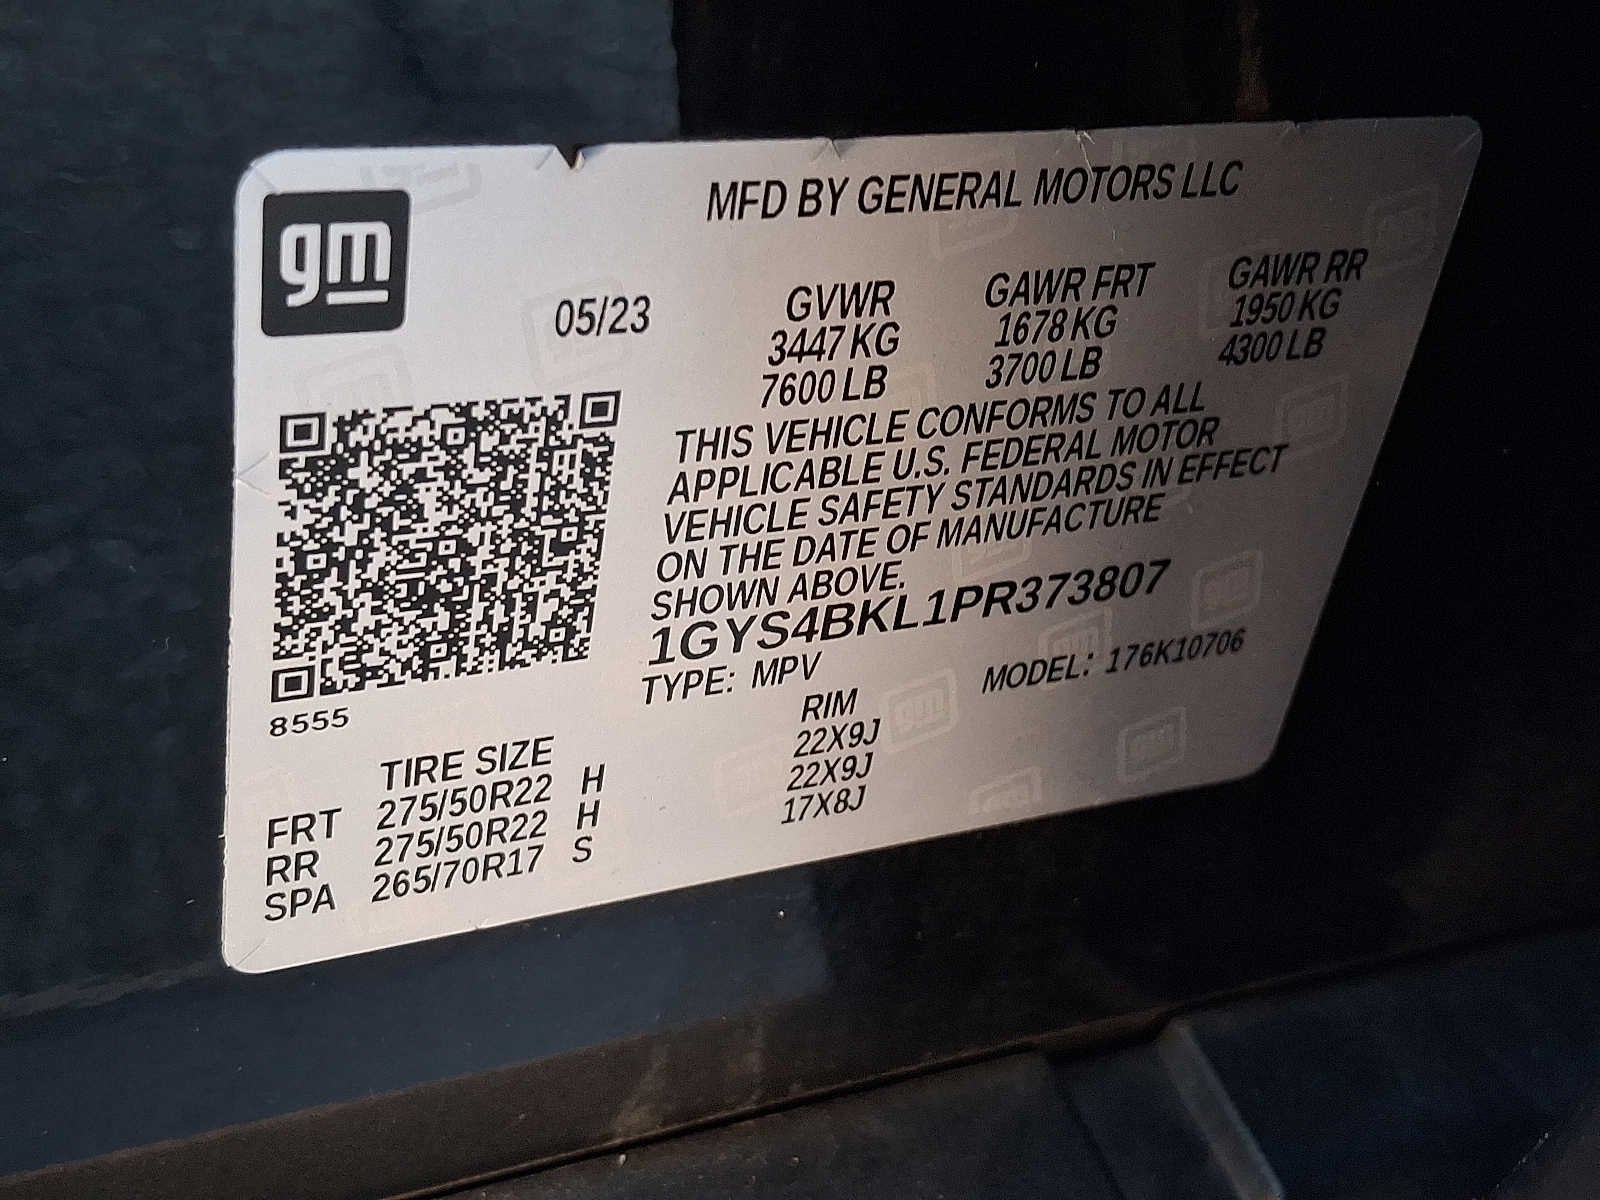 gm
MFD BY GENERAL MOTORS LLC
05/23
GVWR GAWR FRT GAWR RR
3447 KG 1678 KG 1950 KG
7600 LB 3700 LB 4300 LB
THIS VEHICLE CONFORMS TO ALL
APPLICABLE U.S. FEDERAL MOTOR
VEHICLE SAFETY STANDARDS IN EFFECT
ON THE DATE OF MANUFACTURE
SHOWN ABOVE.
1GYS4BKL1PR373807
TYPE: MPV MODEL: 176K10706
8555
TIRE SIZE RIM
FRT 275/50R22 H 22X9J
RR 275/50R22 H 22X9J
SPA 265/70R17 S 17X8J